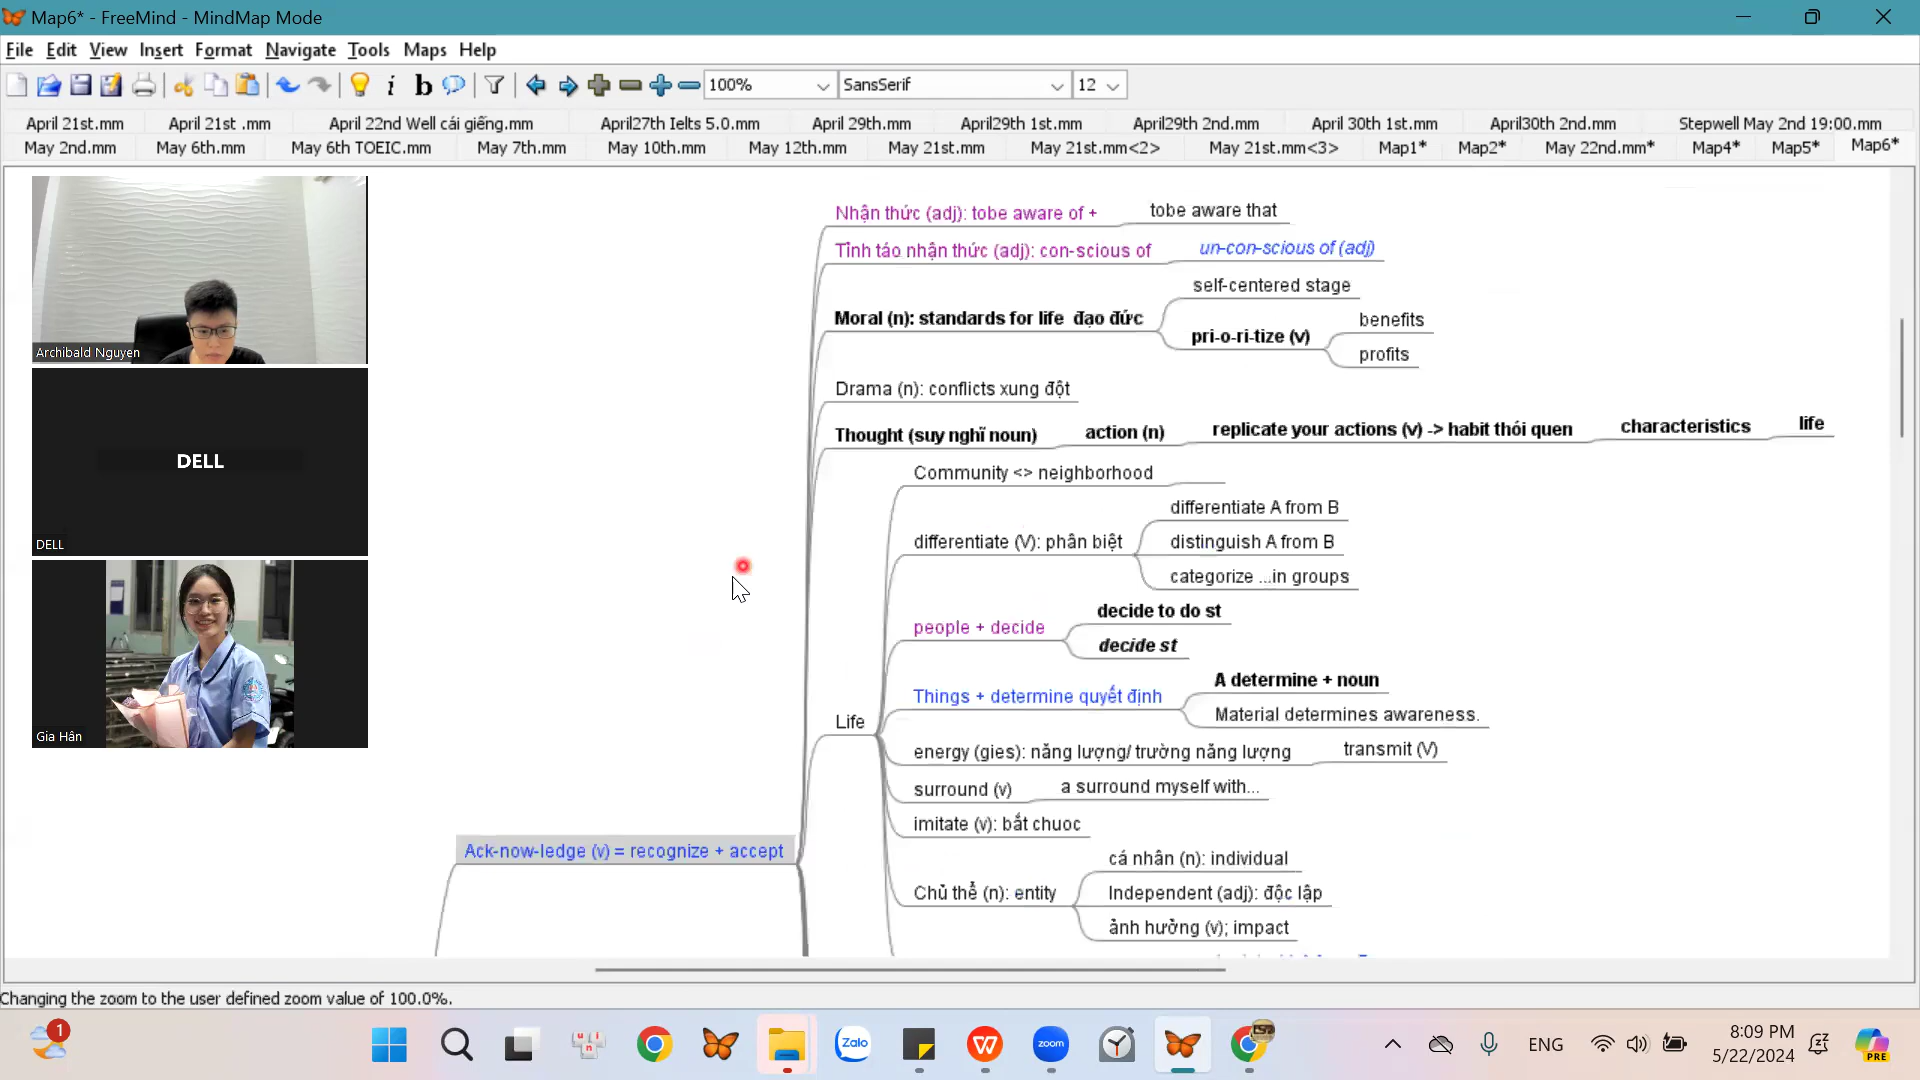 Map6* - FreeMind - MindMap Mode
File Edit View Insert Format Navigate Tools Maps Help
100% SansSerif 12
April 21st.mm April 21st .mm April 22nd Well cái giếng.mm April27th Ielts 5.0.mm April 29th.mm April29th 1st.mm April29th 2nd.mm April 30th 1st.mm April30th 2nd.mm Stepwell May 2nd 19:00.mm
May 2nd.mm May 6th.mm May 6th TOEIC.mm May 7th.mm May 10th.mm May 12th.mm May 21st.mm May 21st.mm<2> May 21st.mm<3> Map1* Map2* May 22nd.mm* Map4* Map5* Map6*
Archibald Nguyen
DELL
DELL
Gia Hân
Nhận thức (adj): tobe aware of + tobe aware that
Tỉnh táo nhận thức (adj): con-scious of un-con-scious of (adj)
self-centered stage
Moral (n): standards for life đạo đức
pri-o-ri-tize (v)
benefits
profits
Drama (n): conflicts xung đột
Thought (suy nghĩ noun) action (n) replicate your actions (v) -> habit thói quen characteristics life
Community <> neighborhood
differentiate A from B
differentiate (V): phân biệt distinguish A from B
categorize ...in groups
decide to do st
people + decide
decide st
A determine + noun
Things + determine quyết định
Material determines awareness.
Life
energy (gies): năng lượng/ trường năng lượng transmit (V)
surround (v) a surround myself with...
imitate (v): bắt chuoc
Ack-now-ledge (v) = recognize + accept
cá nhân (n): individual
Chủ thể (n): entity Independent (adj): độc lập
ảnh hưởng (v); impact
Changing the zoom to the user defined zoom value of 100.0%.
1
Zalo
zoom
ENG
8:09 PM
5/22/2024
PRE